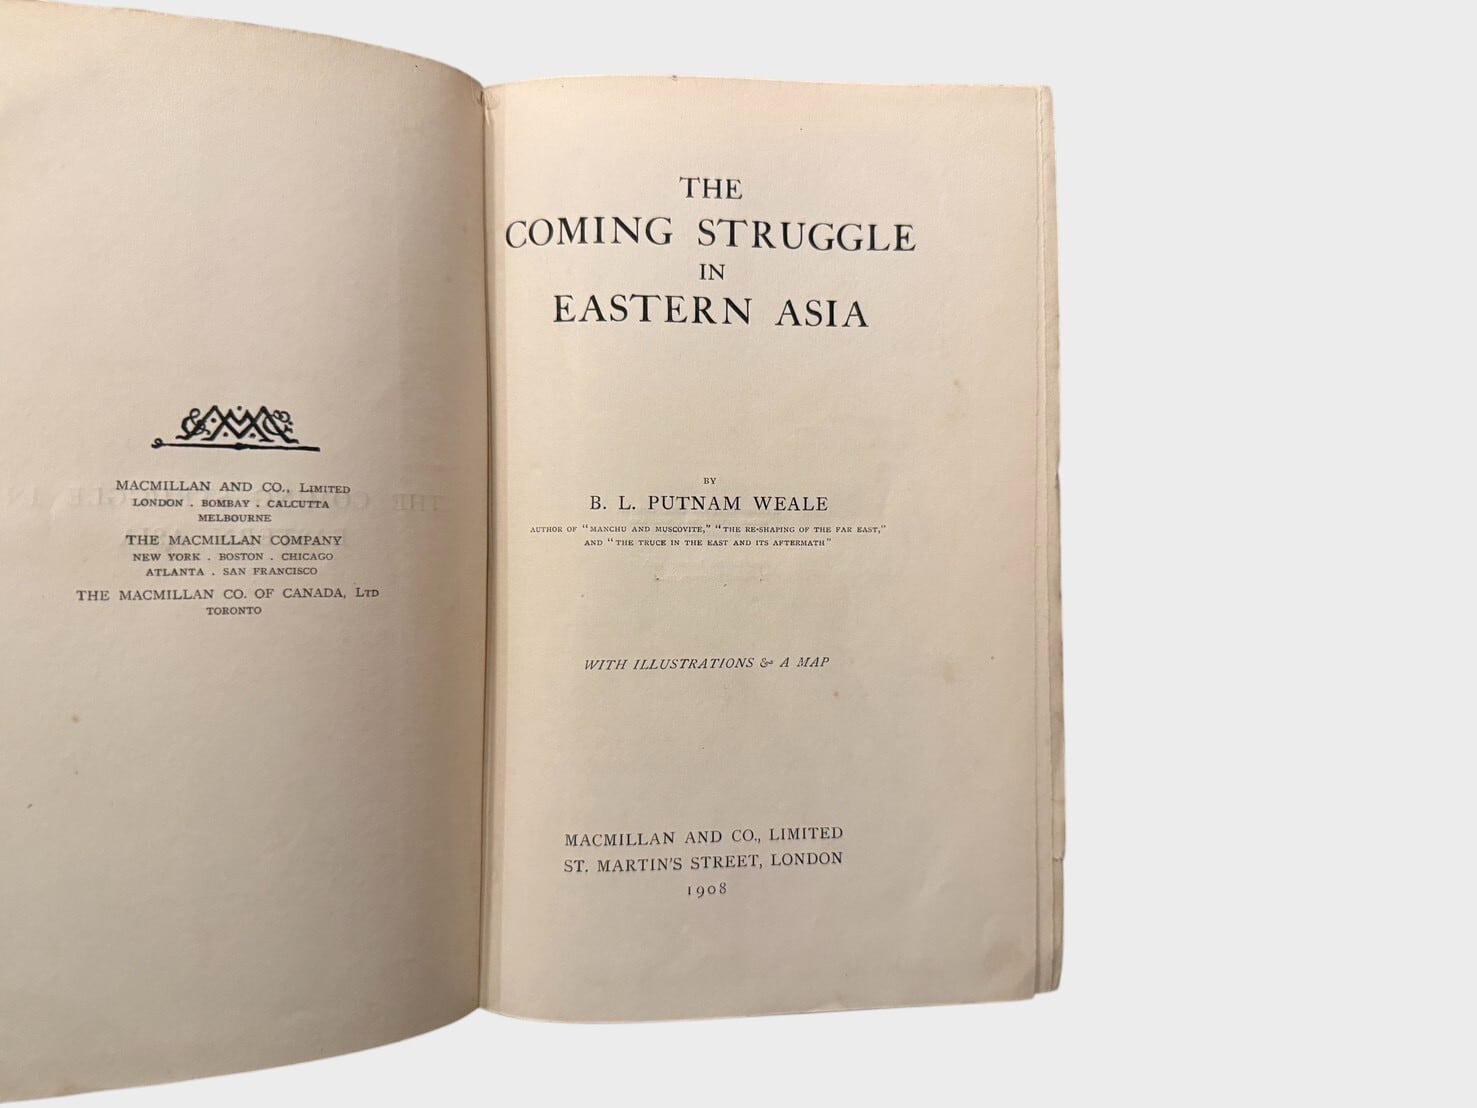 MACMILLAN AND CO., LIMITED
LONDON . BOMBAY . CALCUTTA
MELBOURNE
THE MACMILLAN COMPANY
NEW YORK . BOSTON . CHICAGO
ATLANTA . SAN FRANCISCO
THE MACMILLAN CO. OF CANADA, LTD
TORONTO
THE
COMING STRUGGLE
IN
EASTERN ASIA
BY
B. L. PUTNAM WEALE
AUTHOR OF "MANCHU AND MUSCOVITE," "THE RE-SHAPING OF THE FAR EAST,"
AND "THE TRUCE IN THE EAST AND ITS AFTERMATH"
WITH ILLUSTRATIONS & A MAP
MACMILLAN AND CO., LIMITED
ST. MARTIN'S STREET, LONDON
1908